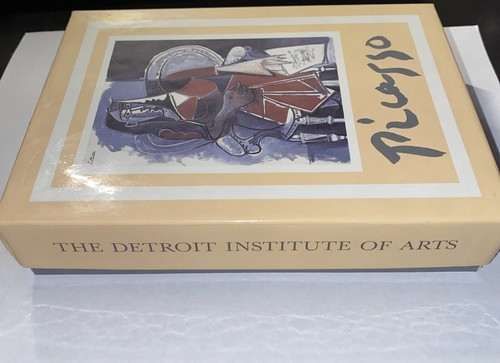 Picasso
THE DETROIT INSTITUTE OF ARTS